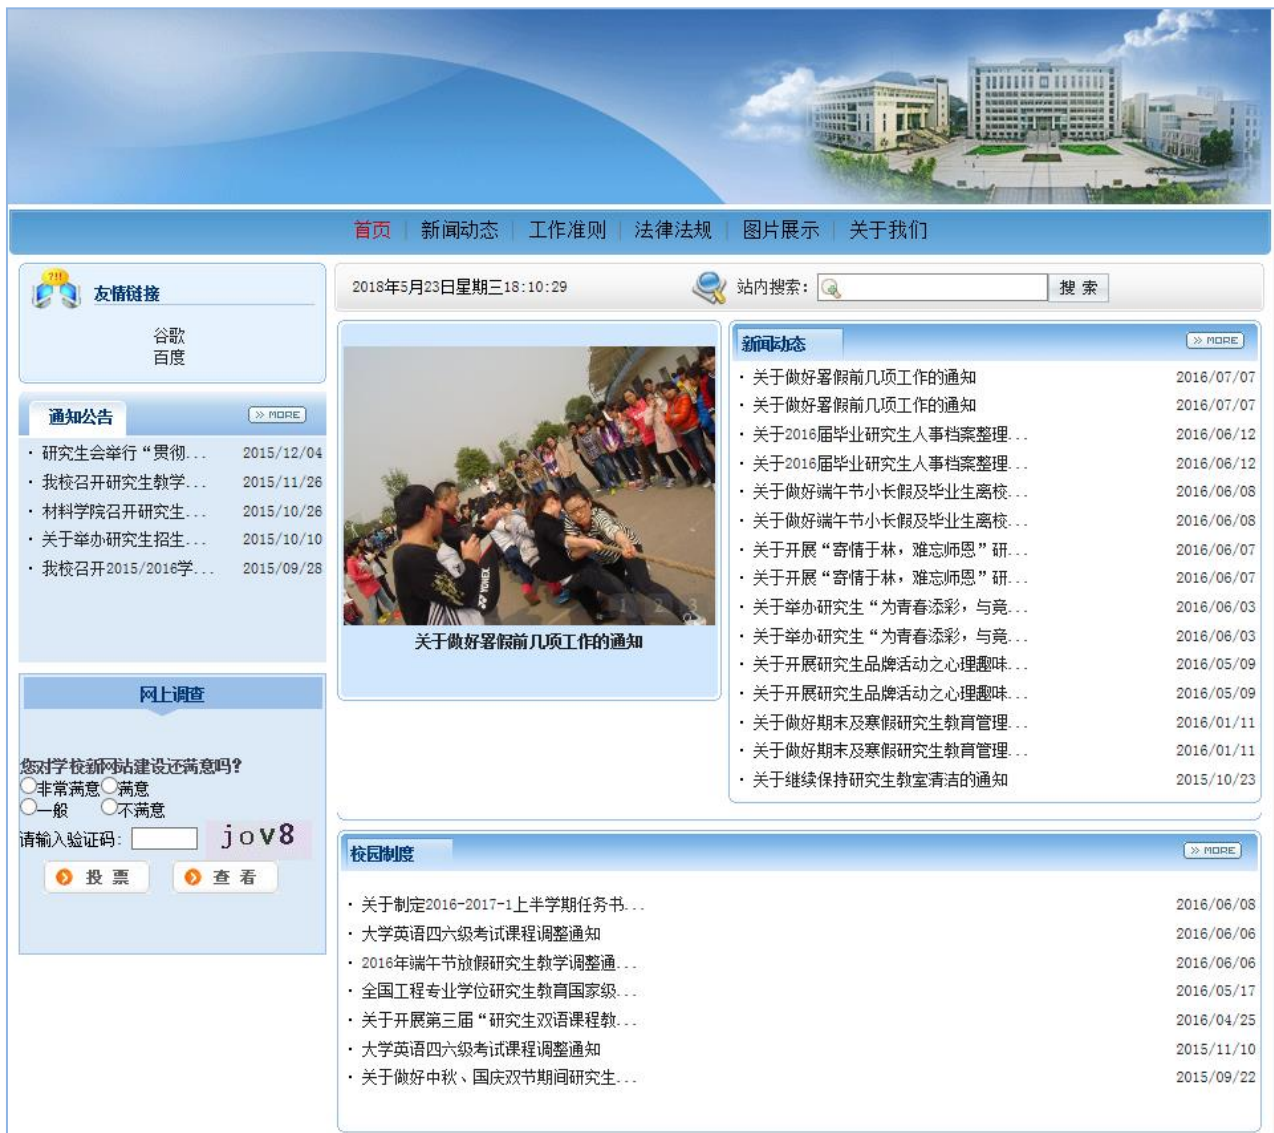 首页 新闻动态 工作准则 法律法规 图片展示 关于我们
友情链接
谷歌
百度
通知公告 >> MORE
· 研究生会举行“贯彻... 2015/12/04
· 我校召开研究生教学... 2015/11/26
· 材料学院召开研究生... 2015/10/26
· 关于举办研究生招生... 2015/10/10
· 我校召开2015/2016学... 2015/09/28
网上调查
您对学校新网站建设还满意吗?
非常满意 满意
一般 不满意
请输入验证码: jov8
投票 查看
2018年5月23日星期三18:10:29 站内搜索: 搜索
YONEX
1 2 3
关于做好署假前几项工作的通知
新闻动态 >> MORE
· 关于做好署假前几项工作的通知 2016/07/07
· 关于做好署假前几项工作的通知 2016/07/07
· 关于2016届毕业研究生人事档案整理... 2016/06/12
· 关于2016届毕业研究生人事档案整理... 2016/06/12
· 关于做好端午节小长假及毕业生离校... 2016/06/08
· 关于做好端午节小长假及毕业生离校... 2016/06/08
· 关于开展“寄情于林，难忘师恩”研... 2016/06/07
· 关于开展“寄情于林，难忘师恩”研... 2016/06/07
· 关于举办研究生“为青春添彩，与竞... 2016/06/03
· 关于举办研究生“为青春添彩，与竞... 2016/06/03
· 关于开展研究生品牌活动之心理趣味... 2016/05/09
· 关于开展研究生品牌活动之心理趣味... 2016/05/09
· 关于做好期末及寒假研究生教育管理... 2016/01/11
· 关于做好期末及寒假研究生教育管理... 2016/01/11
· 关于继续保持研究生教室清洁的通知 2015/10/23
校园制度 >> MORE
· 关于制定2016-2017-1上半学期任务书... 2016/06/08
· 大学英语四六级考试课程调整通知 2016/06/06
· 2016年端午节放假研究生教学调整通... 2016/06/06
· 全国工程专业学位研究生教育国家级... 2016/05/17
· 关于开展第三届“研究生双语课程教... 2016/04/25
· 大学英语四六级考试课程调整通知 2015/11/10
· 关于做好中秋、国庆双节期间研究生... 2015/09/22